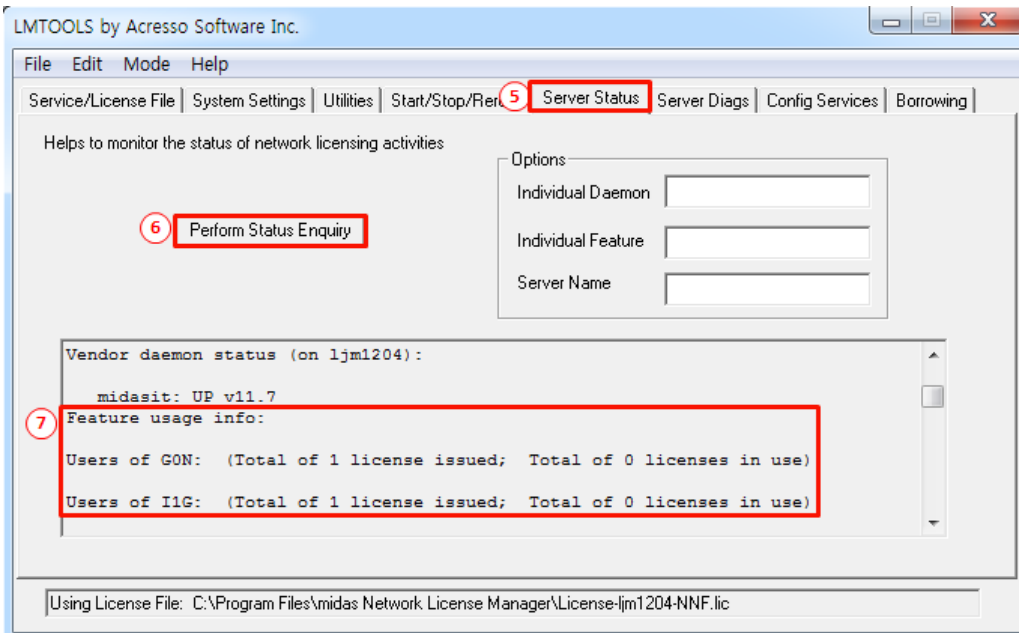 LMTOOLS by Acresso Software Inc.
File Edit Mode Help
Service/License File System Settings Utilities Start/Stop/Rere 5 Server Status Server Diags Config Services Borrowing
Helps to monitor the status of network licensing activities
Options
Individual Daemon
6 Perform Status Enquiry
Individual Feature
Server Name
Vendor daemon status (on ljm1204):
midasit: UP v11.7
7 Feature usage info:
Users of G0N: (Total of 1 license issued; Total of 0 licenses in use)
Users of I1G: (Total of 1 license issued; Total of 0 licenses in use)
Using License File: C:\Program Files\midas Network License Manager\License-ljm1204-NNF.lic